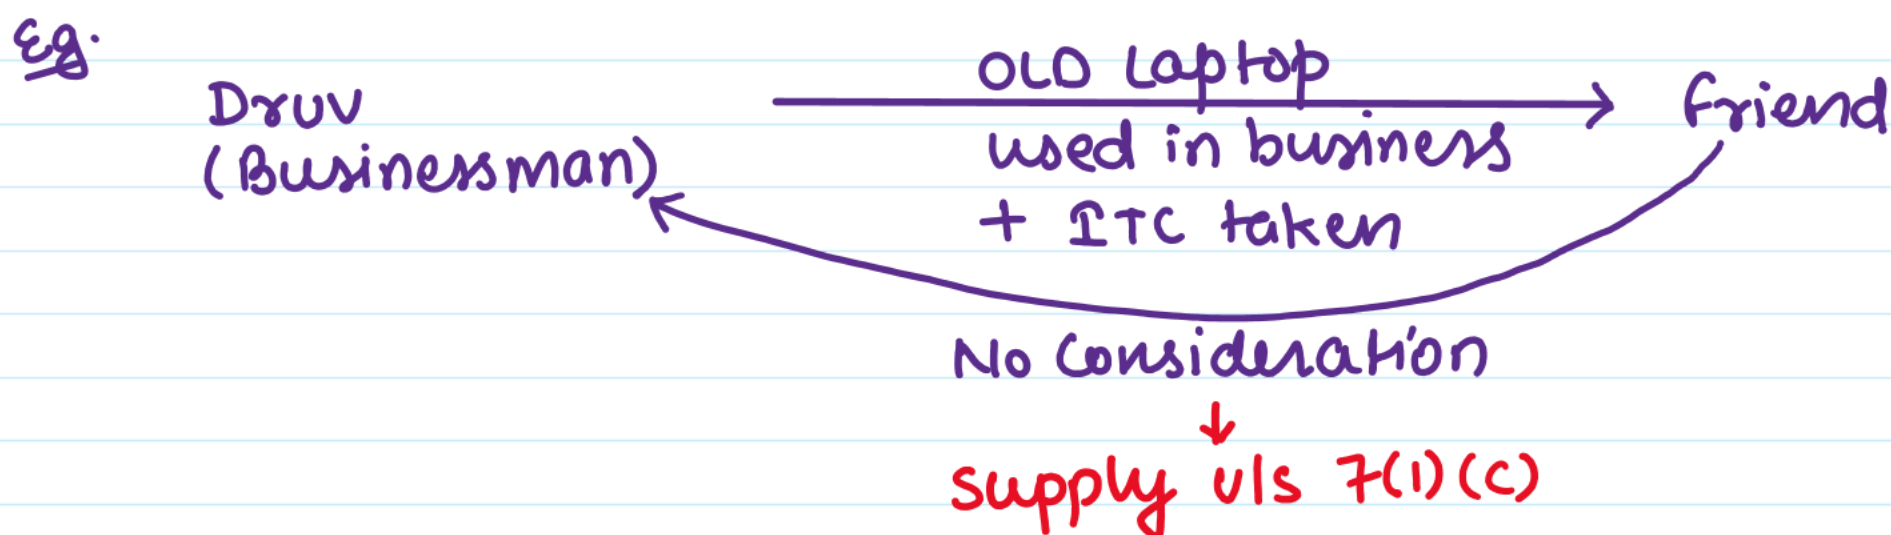 Eg.
Druv
(Businessman)
OLD Laptop
used in business
+ ITC taken
friend
No Consideration
↓
supply u/s 7(1)(c)